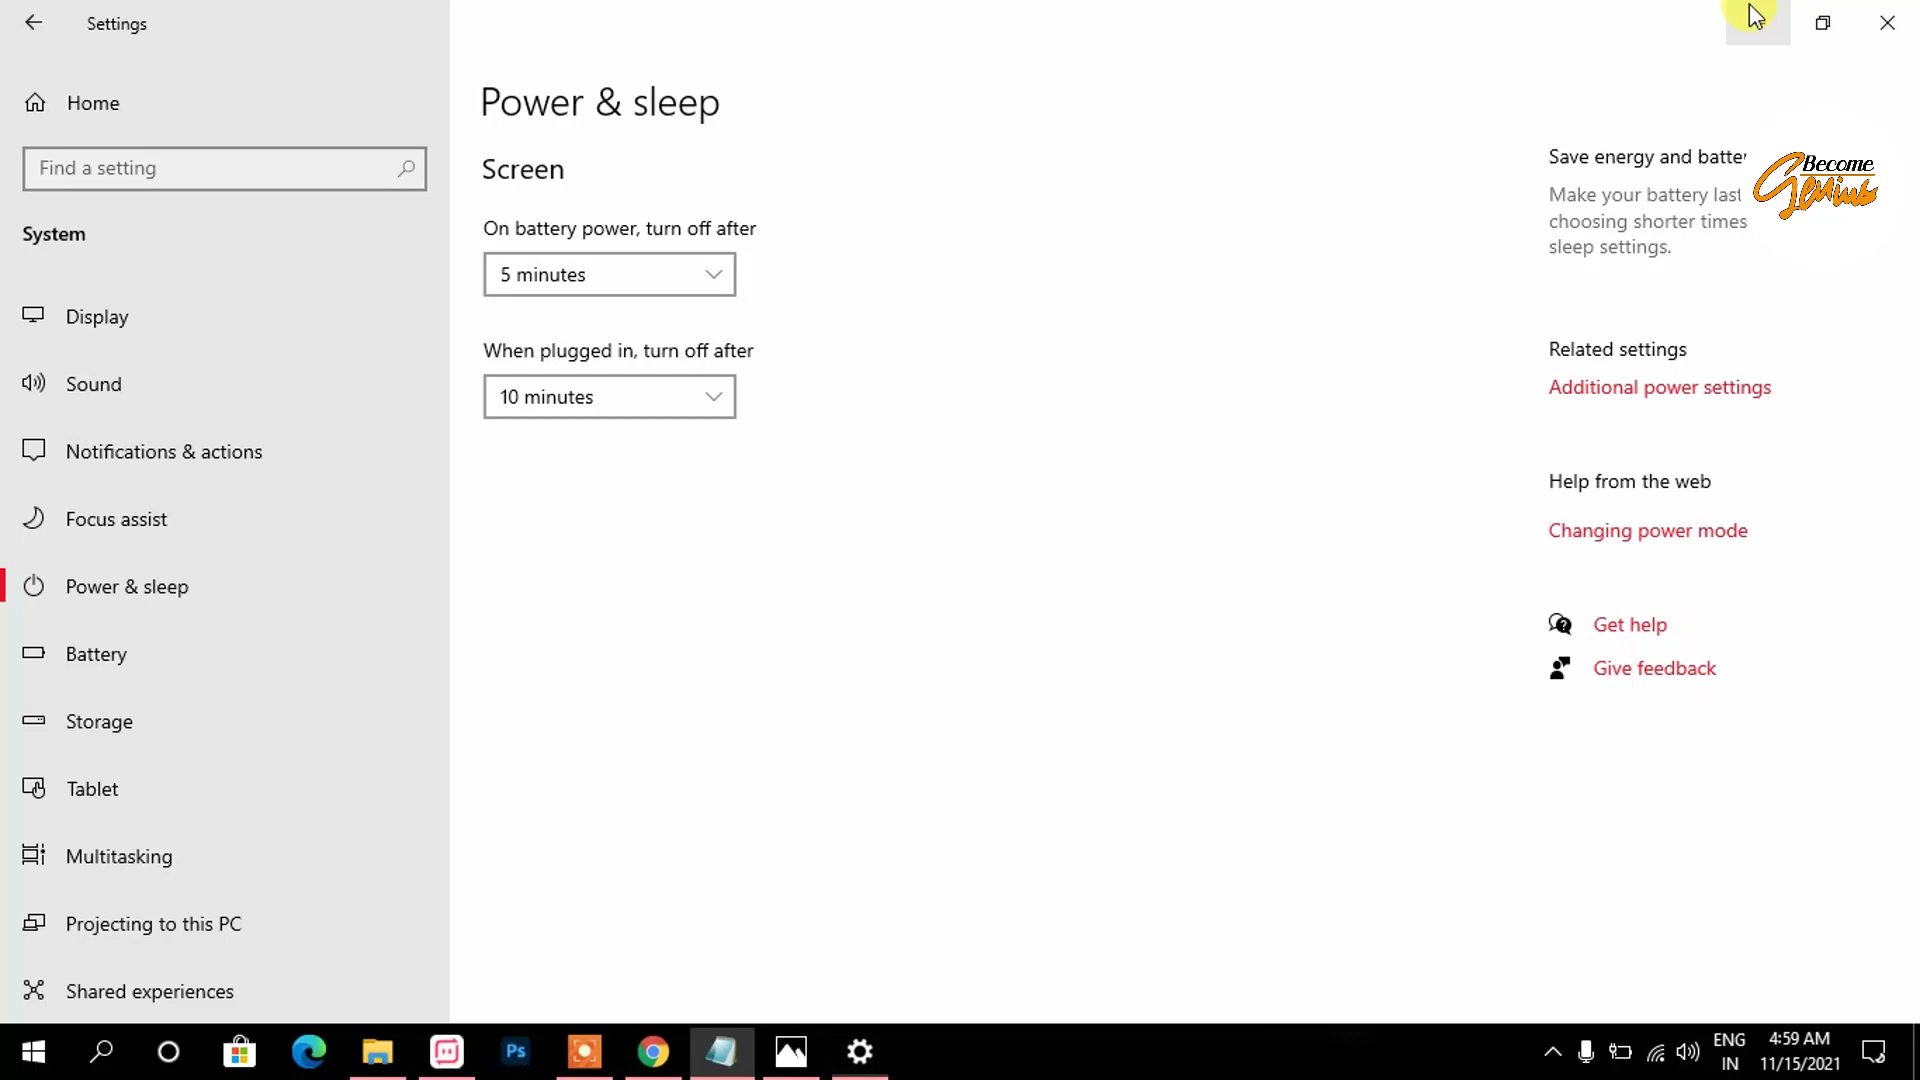 Settings
Home
Find a setting
System
Display
Sound
Notifications & actions
Focus assist
Power & sleep
Battery
Storage
Tablet
Multitasking
Projecting to this PC
Shared experiences
Power & sleep
Screen
On battery power, turn off after
5 minutes
When plugged in, turn off after
10 minutes
Save energy and batte
Make your battery last
choosing shorter times
sleep settings.
Become
Genius
Related settings
Additional power settings
Help from the web
Changing power mode
Get help
Give feedback
Ps
ENG
IN
4:59 AM
11/15/2021